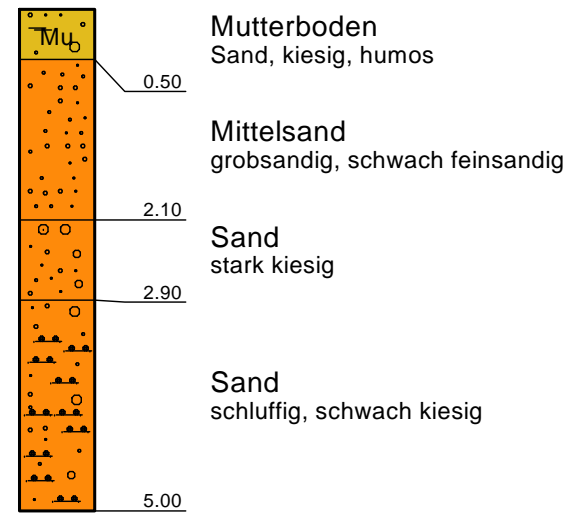 Mu
Mutterboden
Sand, kiesig, humos
0.50
Mittelsand
grobsandig, schwach feinsandig
2.10
Sand
stark kiesig
2.90
Sand
schluffig, schwach kiesig
5.00